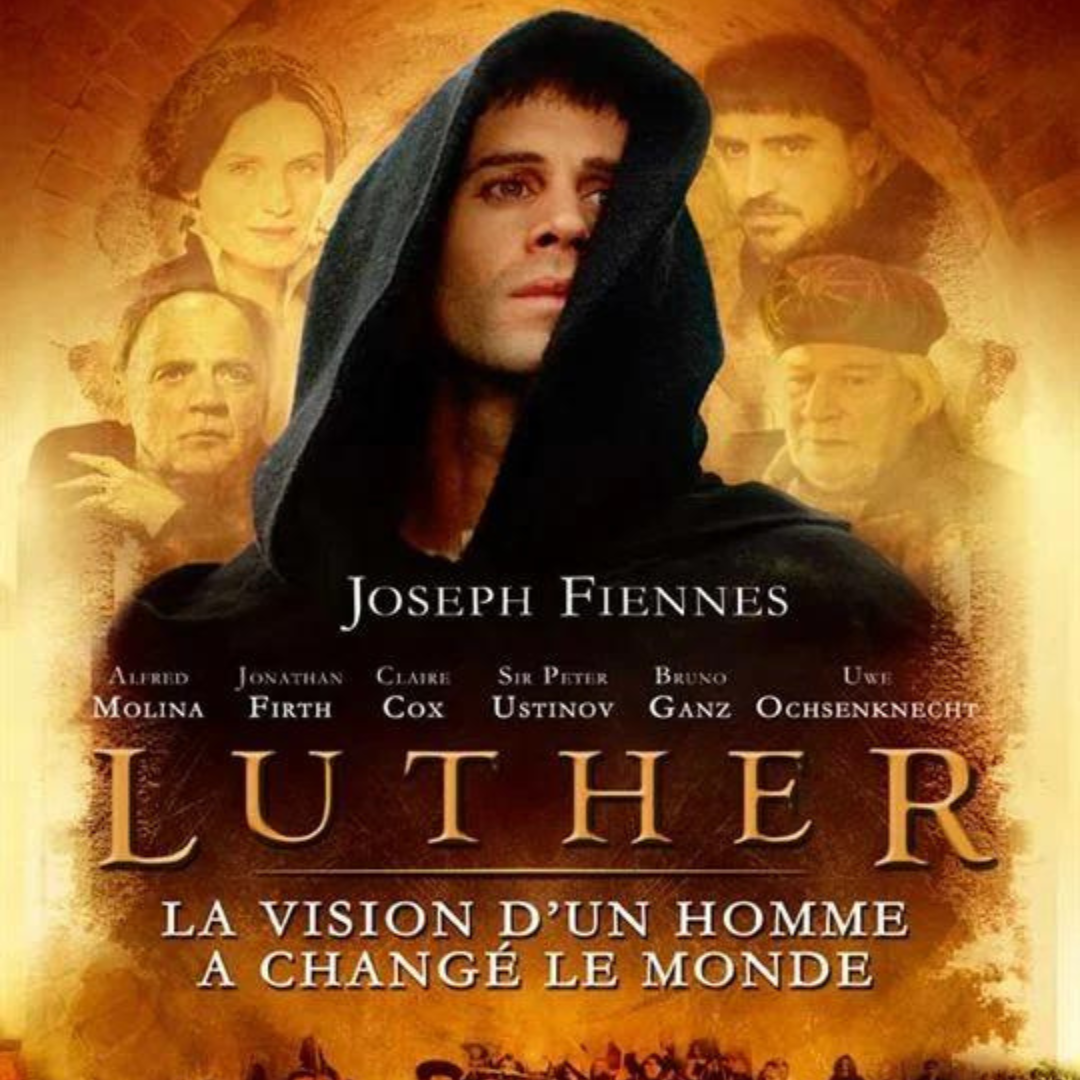 JOSEPH FIENNES
ALFRED MOLINA JONATHAN FIRTH CLAIRE COX SIR PETER USTINOV BRUNO GANZ UWE OCHSENKNECHT
LUTHER
LA VISION D'UN HOMME
A CHANGÉ LE MONDE